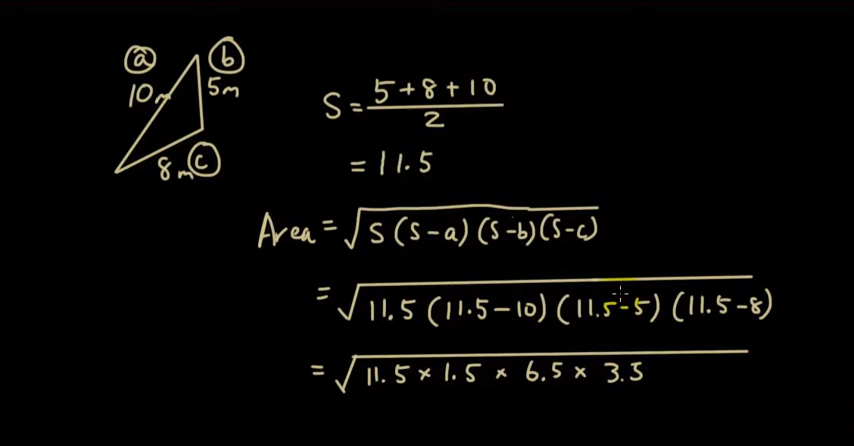 ⓐ ⓑ
10m 5m
8m ⓒ
S = (5+8+10)/2
= 11.5
Area = √(S(S-a)(S-b)(S-c))
= √(11.5(11.5-10)(11.5-5)(11.5-8))
= √(11.5 × 1.5 × 6.5 × 3.5)